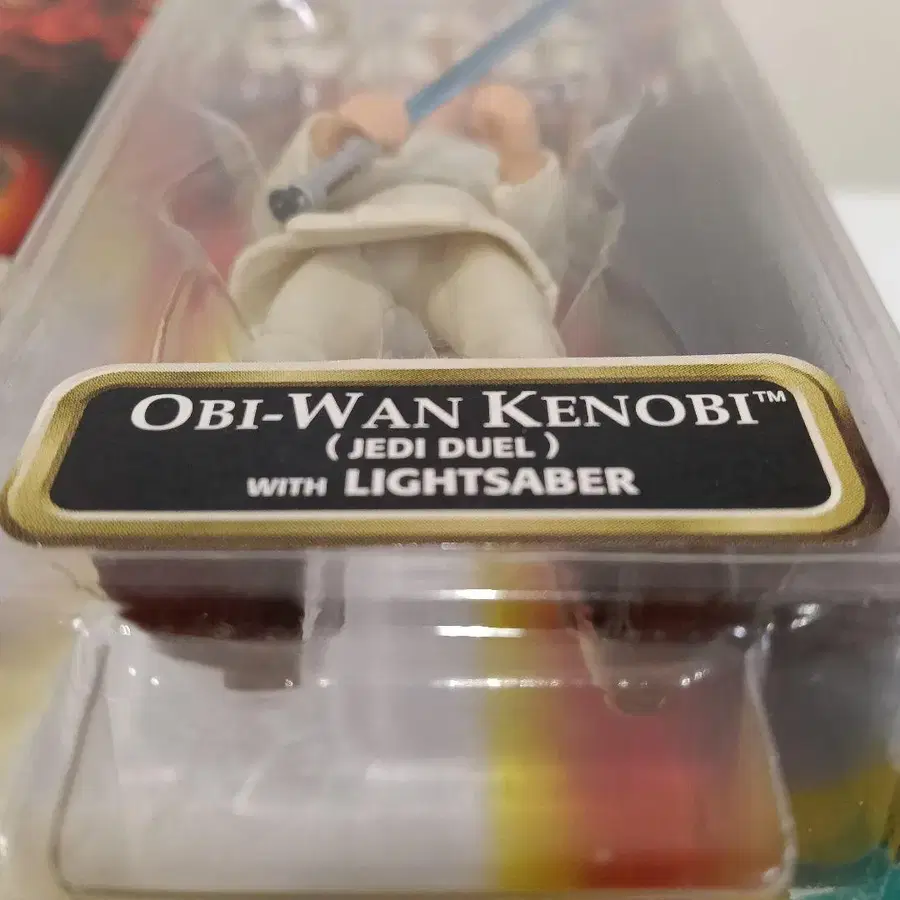 OBI-WAN KENOBI™
(JEDI DUEL)
WITH LIGHTSABER